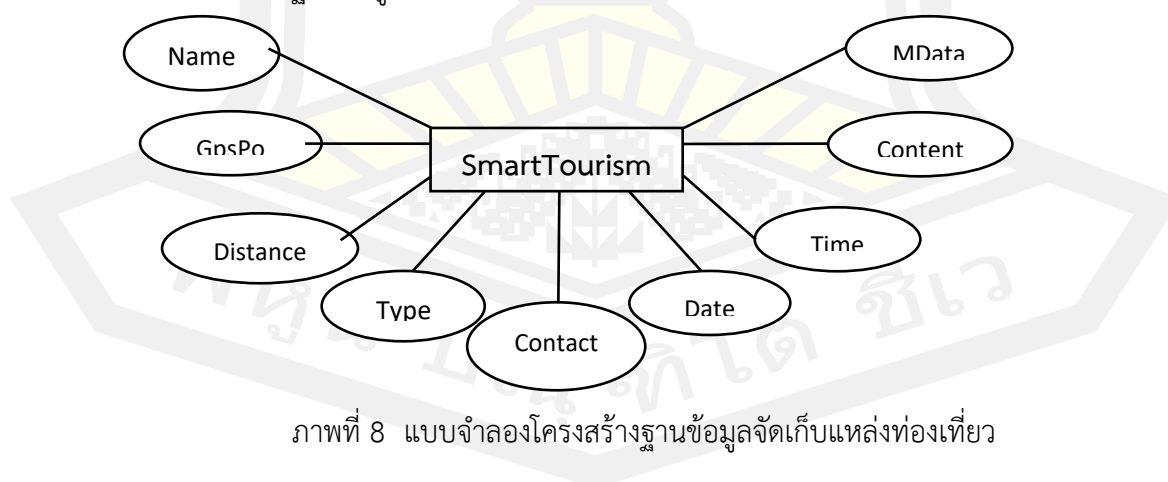 Name
MData
GpsPo
Content
SmartTourism
Distance
Time
Type
Date
Contact
ภาพที่ 8 แบบจำลองโครงสร้างฐานข้อมูลจัดเก็บแหล่งท่องเที่ยว